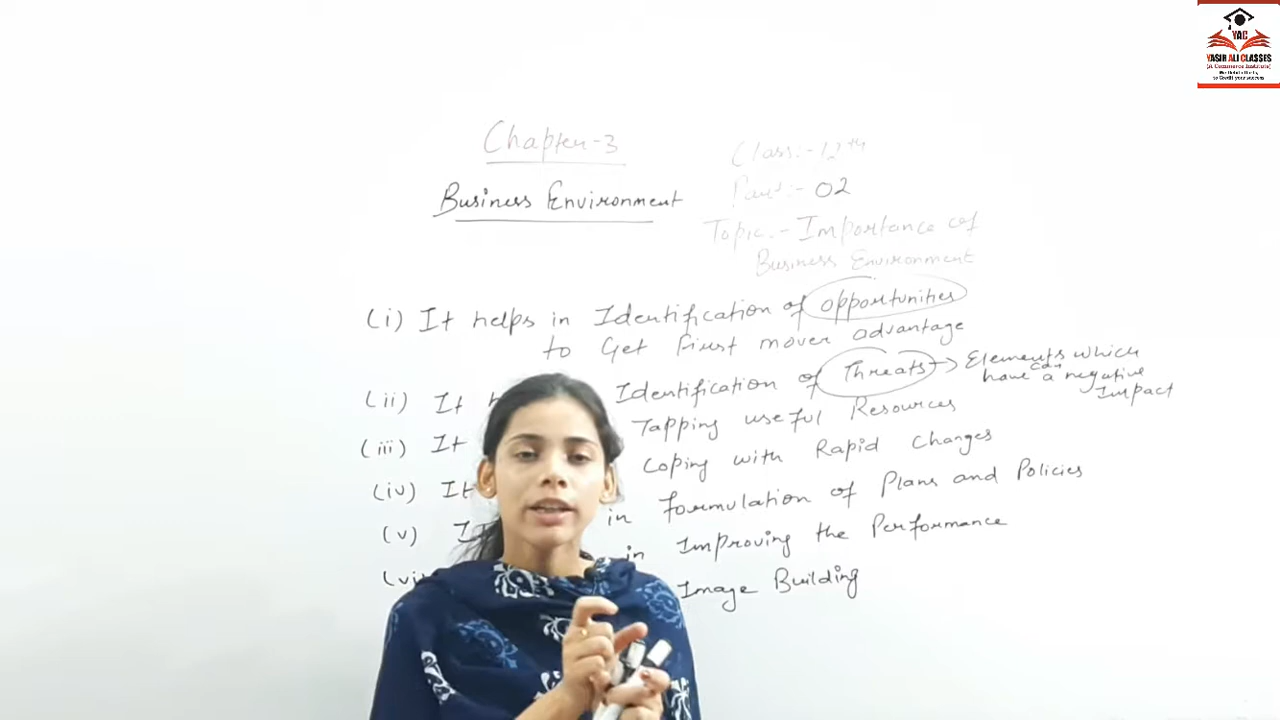 YAC
YASIR ALI CLASSES
(A Commerce Institute)
Chapter-3
Business Environment
Class:-12th
Part:-02
Topic:-Importance of
Business Environment
(i) It helps in Identification of opportunities
to Get First mover advantage
(ii) It Identification of Threats → Elements which
can
have a negative
Impact
(iii) It Tapping useful Resources
(iv) It Coping with Rapid Changes
(v) It in formulation of Plans and Policies
in Improving the Performance
Image Building